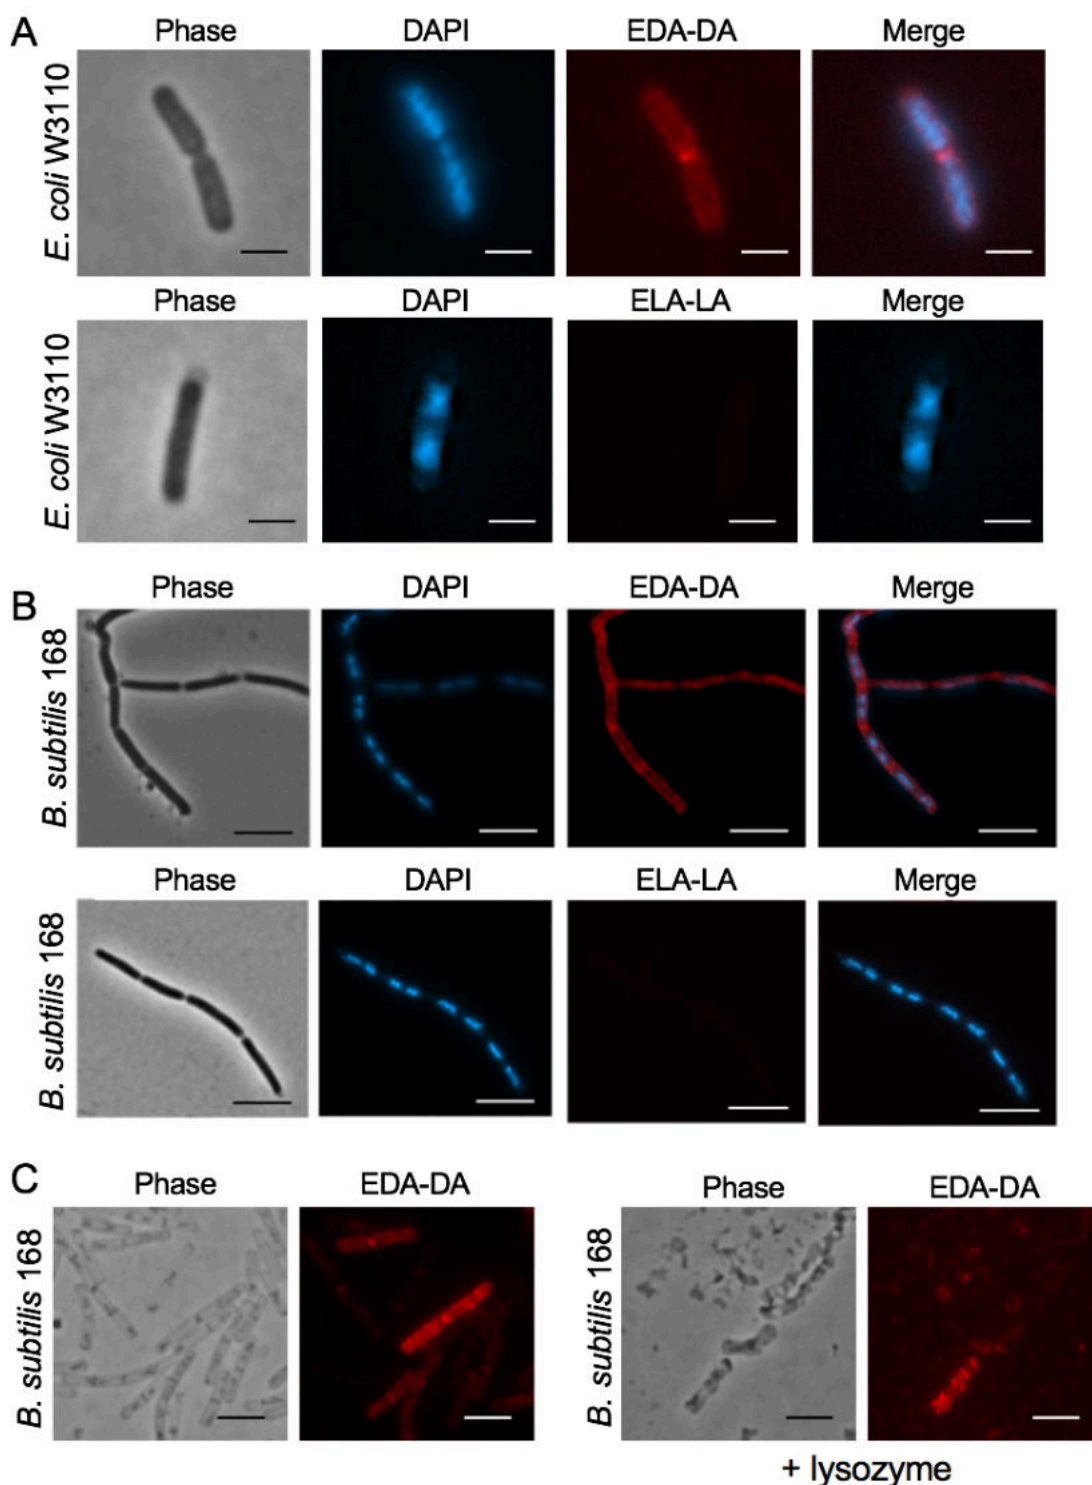 A
Phase DAPI EDA-DA Merge
E. coli W3110
Phase DAPI ELA-LA Merge
E. coli W3110
B
Phase DAPI EDA-DA Merge
B. subtilis 168
Phase DAPI ELA-LA Merge
B. subtilis 168
C
Phase EDA-DA
B. subtilis 168
Phase EDA-DA
B. subtilis 168
+ lysozyme